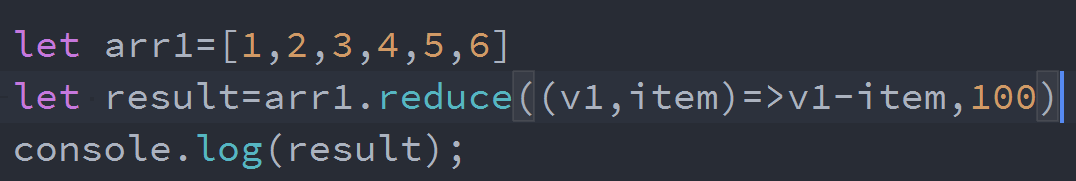 let arr1=[1,2,3,4,5,6]
let result=arr1.reduce((v1,item)=>v1-item,100)
console.log(result);